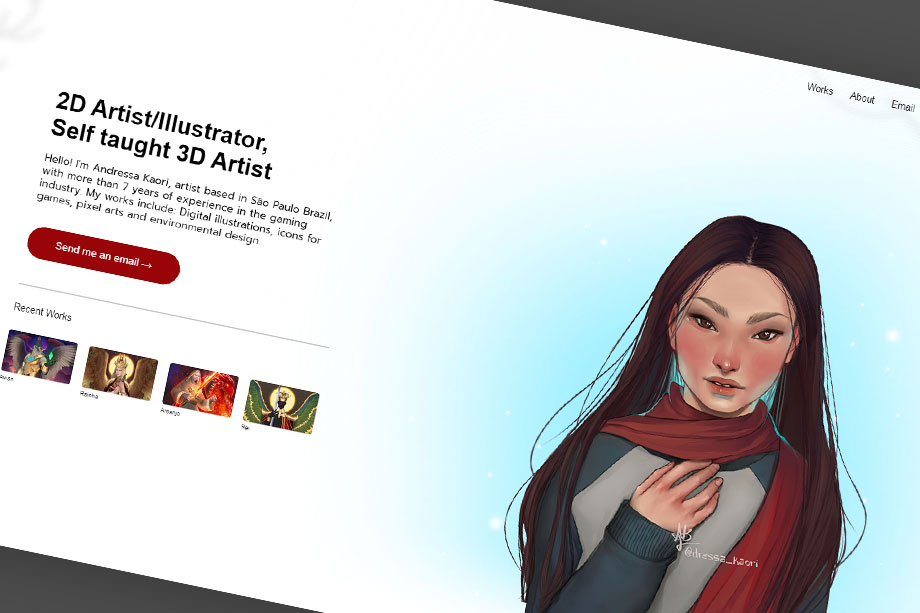 Works About Email
2D Artist/Illustrator,
Self taught 3D Artist
Hello! I'm Andressa Kaori, artist based in São Paulo Brazil,
with more than 7 years of experience in the gaming
industry. My works include: Digital illustrations, icons for
games, pixel arts and environmental design
Send me an email →
Recent Works
@dressa_kaori